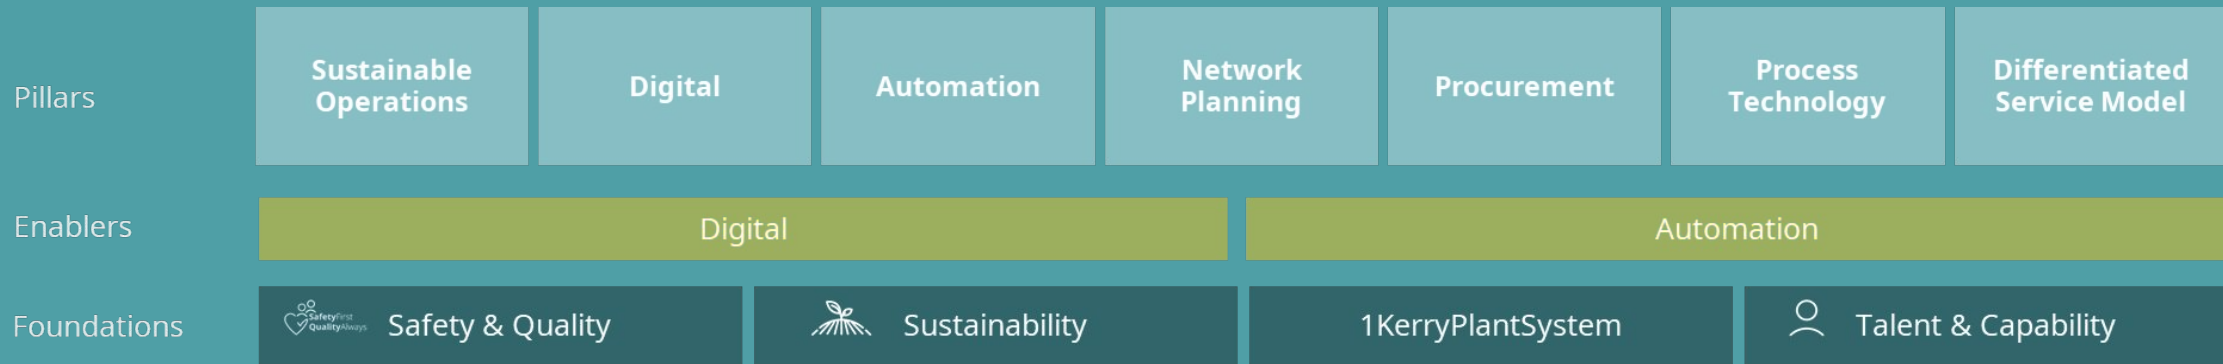 Pillars
Sustainable
Operations
Digital
Automation
Network
Planning
Procurement
Process
Technology
Differentiated
Service Model
Enablers
Digital
Automation
Foundations
SafetyFirst
QualityAlways
Safety & Quality
Sustainability
1KerryPlantSystem
Talent & Capability